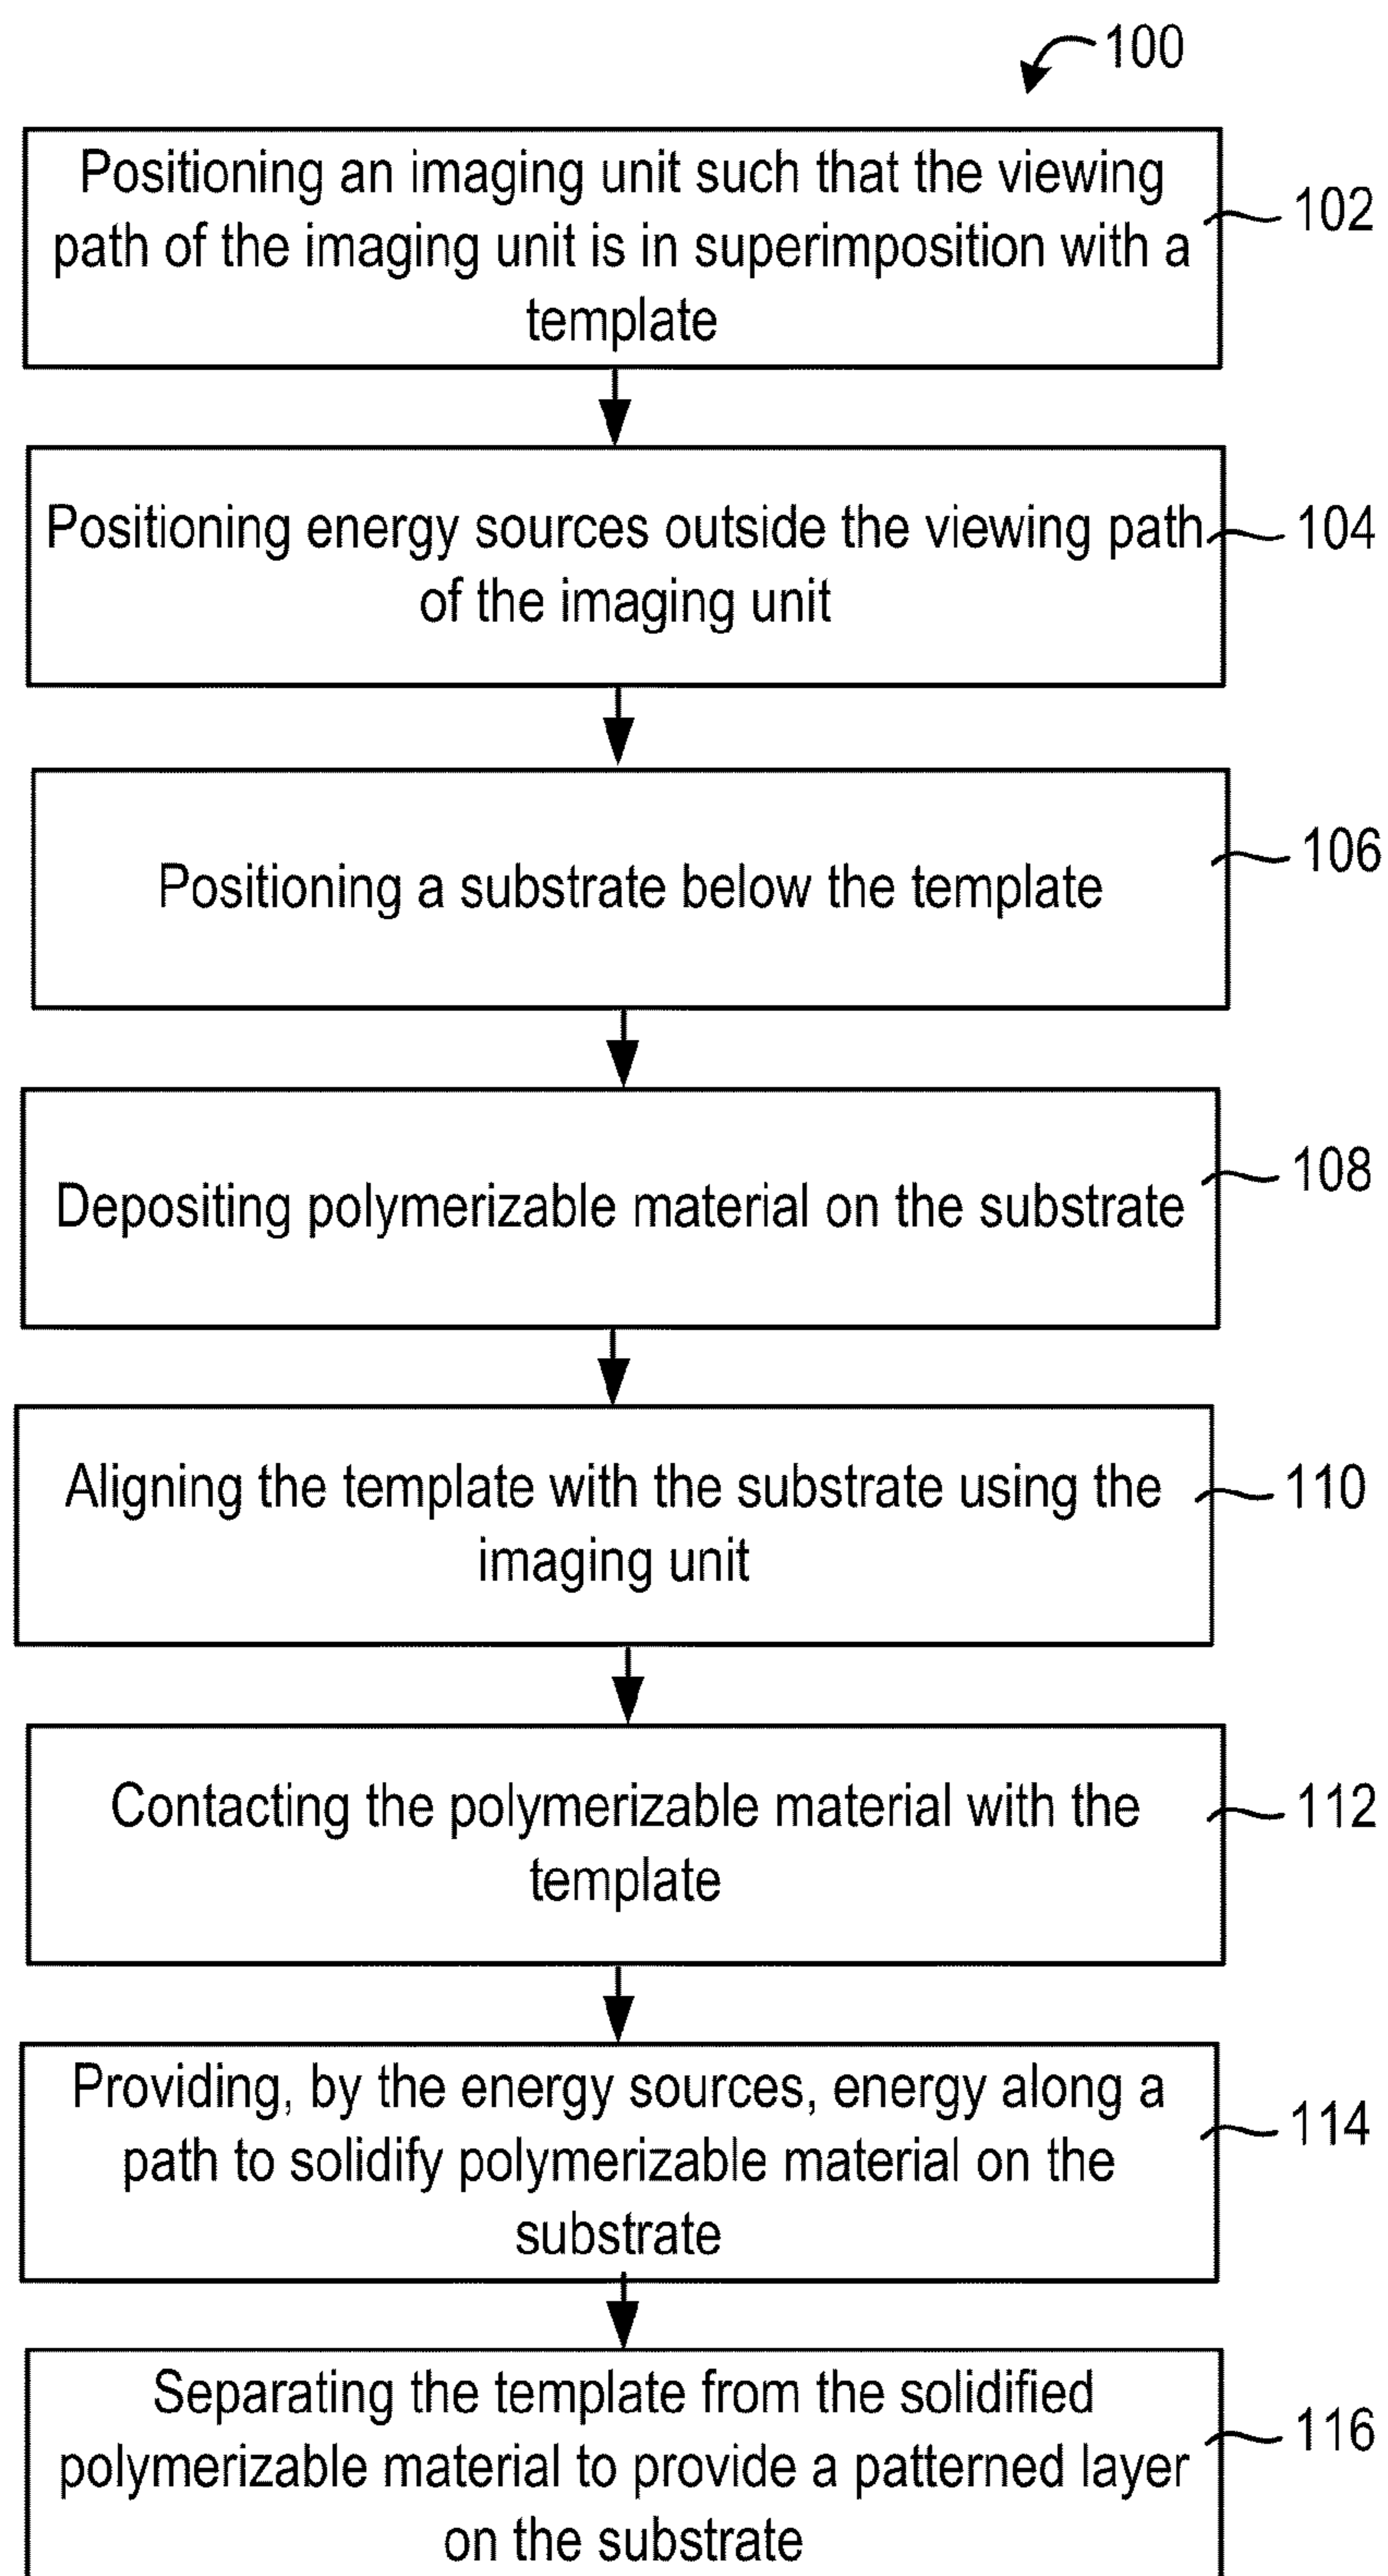 100
Positioning an imaging unit such that the viewing
path of the imaging unit is in superimposition with a
template
102
Positioning energy sources outside the viewing path
of the imaging unit
104
Positioning a substrate below the template
106
Depositing polymerizable material on the substrate
108
Aligning the template with the substrate using the
imaging unit
110
Contacting the polymerizable material with the
template
112
Providing, by the energy sources, energy along a
path to solidify polymerizable material on the
substrate
114
Separating the template from the solidified
polymerizable material to provide a patterned layer
on the substrate
116